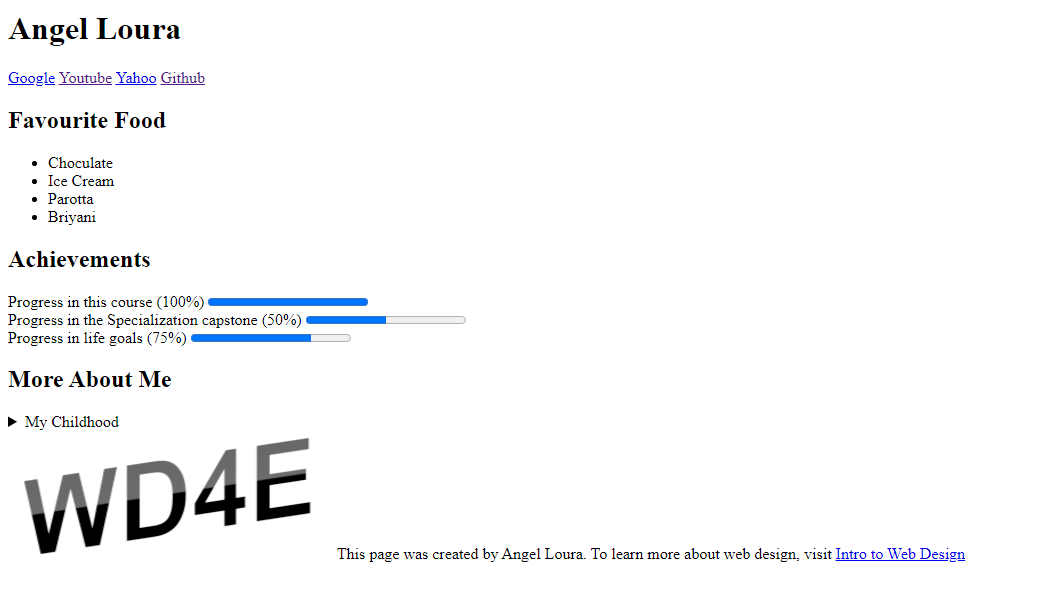 Angel Loura
Google Youtube Yahoo Github
Favourite Food
Choculate
Ice Cream
Parotta
Briyani
Achievements
Progress in this course (100%)
Progress in the Specialization capstone (50%)
Progress in life goals (75%)
More About Me
My Childhood
WD4E
This page was created by Angel Loura. To learn more about web design, visit Intro to Web Design